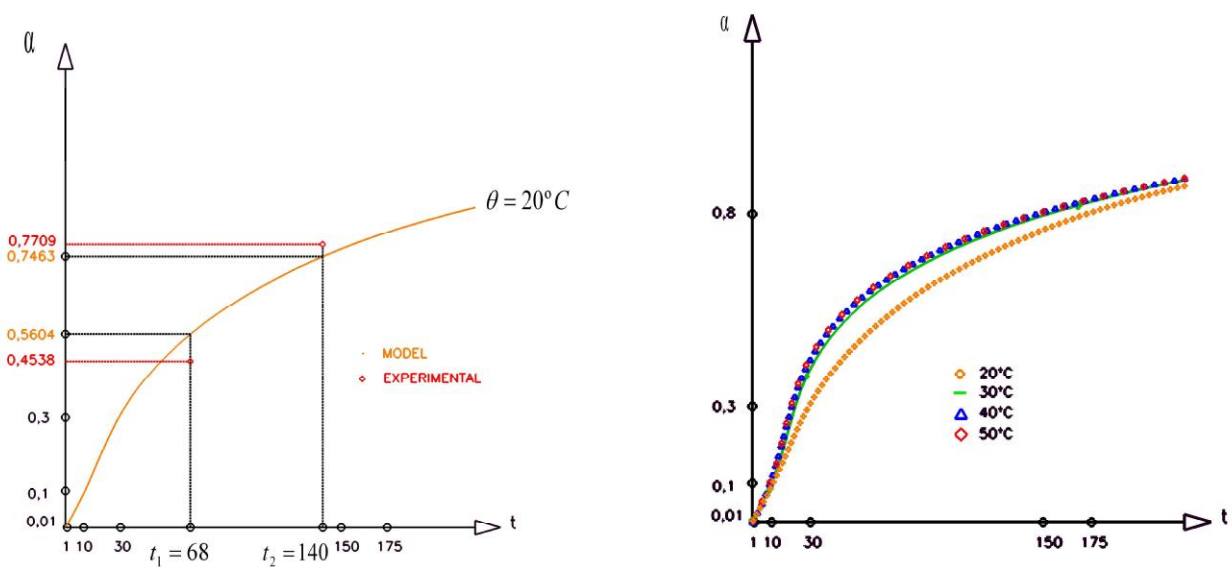 α
θ = 20°C
0,7709
0,7463
0,5604
0,4538
0,3
0,1
0,01
MODEL
EXPERIMENTAL
1 10 30 t₁ = 68 t₂ = 140 150 175
t
α
0,8
0,3
0,1
0,01
20°C
30°C
40°C
50°C
1 10 30 150 175
t